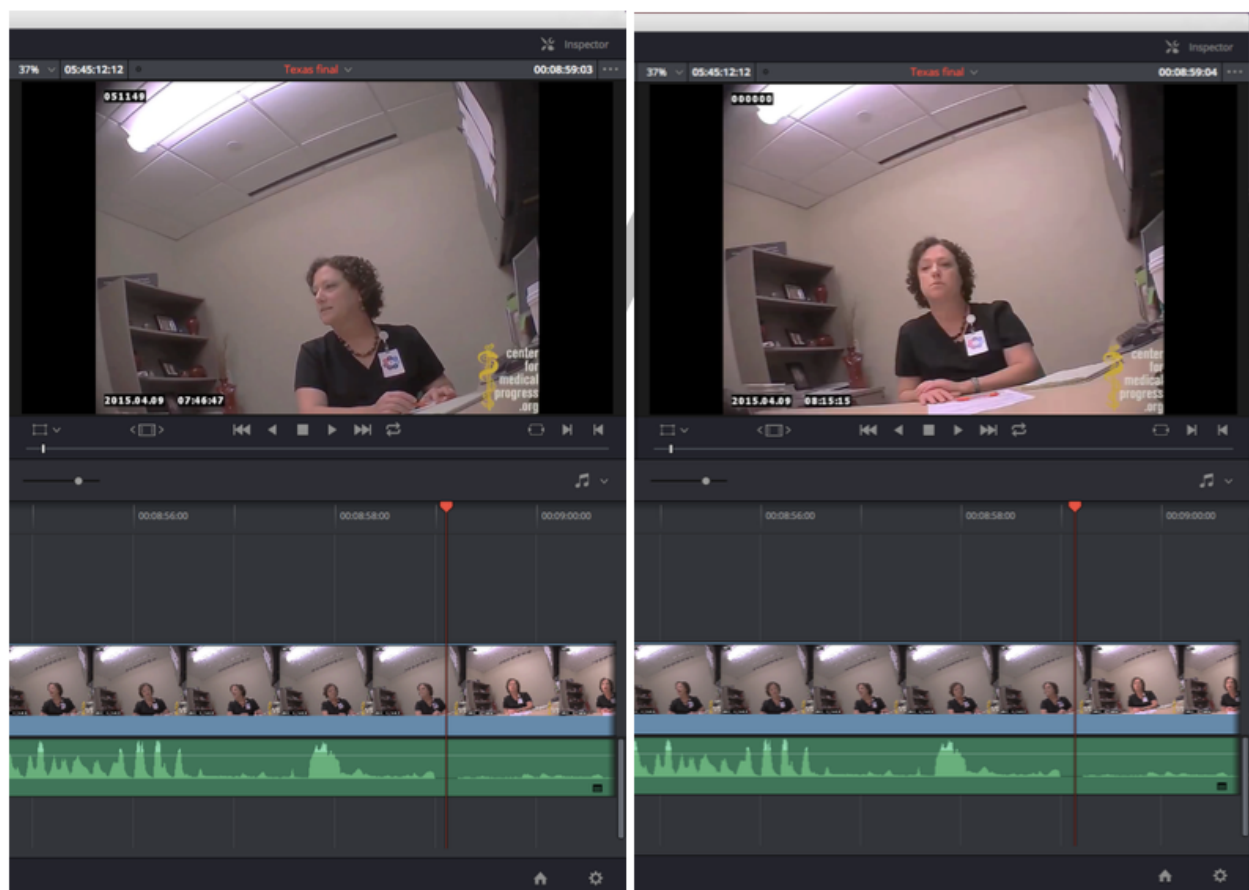 Inspector
37% 05:45:12:12 Texas final 00:08:59:03
051149
center
for
medical
progress
.org
2015.04.09 07:46:47
00:08:56:00 00:08:58:00 00:09:00:00
Inspector
37% 05:45:12:12 Texas final 00:08:59:04
000000
center
for
medical
progress
.org
2015.04.09 08:15:15
00:08:56:00 00:08:58:00 00:09:00:00